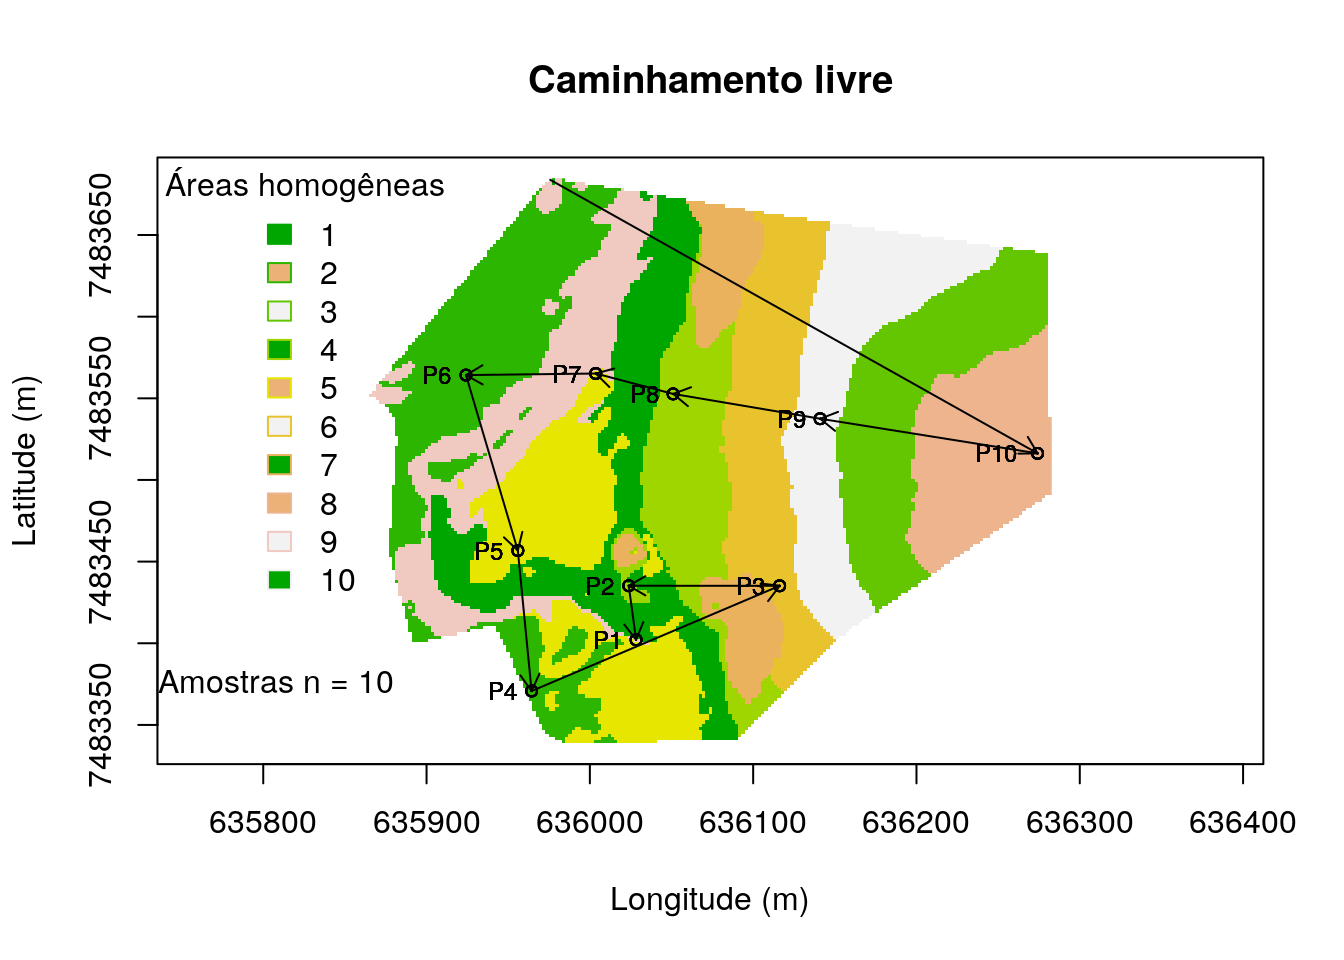 Caminhamento livre
Áreas homogêneas
1
2
3
4
5
6
7
8
9
10
Amostras n = 10
P6
P7
P8
P9
P10
P5
P2
P3
P1
P4
7483650
7483550
7483450
7483350
Latitude (m)
635800 635900 636000 636100 636200 636300 636400
Longitude (m)